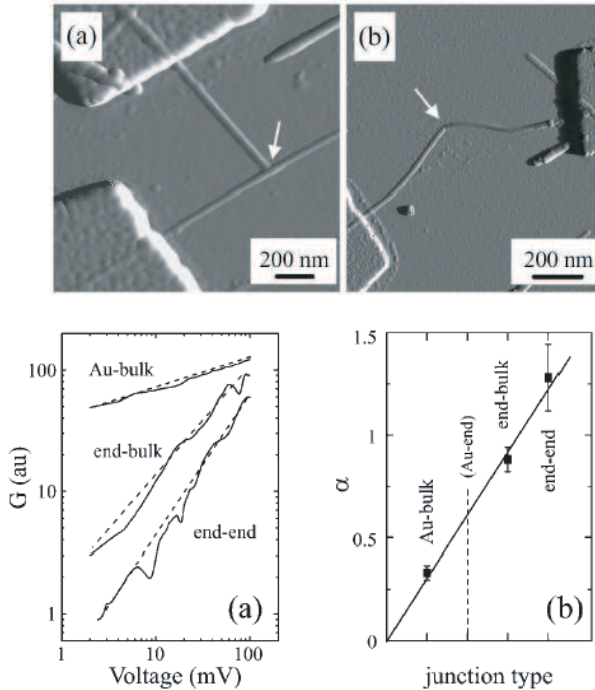 (a)
200 nm
(b)
200 nm
100
10
1
G (au)
Au-bulk
end-bulk
end-end
(a)
1
10
100
Voltage (mV)
1.5
1
0.5
0
α
Au-bulk
(Au-end)
end-bulk
end-end
(b)
junction type